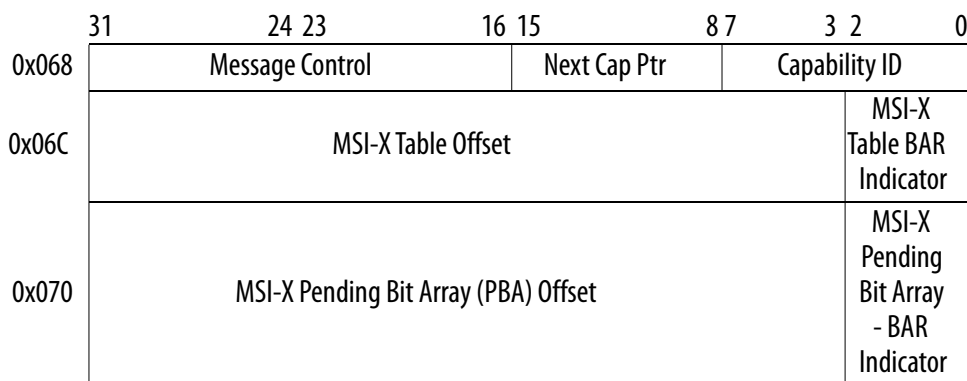 31 24 23 16 15 8 7 3 2 0
0x068 Message Control Next Cap Ptr Capability ID
0x06C MSI-X Table Offset
MSI-X
Table BAR
Indicator
0x070 MSI-X Pending Bit Array (PBA) Offset
MSI-X
Pending
Bit Array
- BAR
Indicator